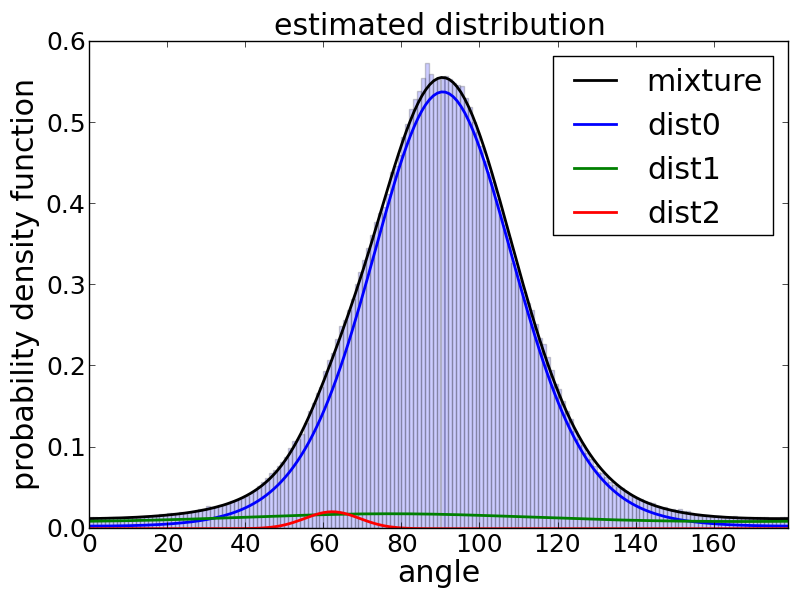 estimated distribution
probability density function
0.6
0.5
0.4
0.3
0.2
0.1
0.0
mixture
dist0
dist1
dist2
0 20 40 60 80 100 120 140 160
angle